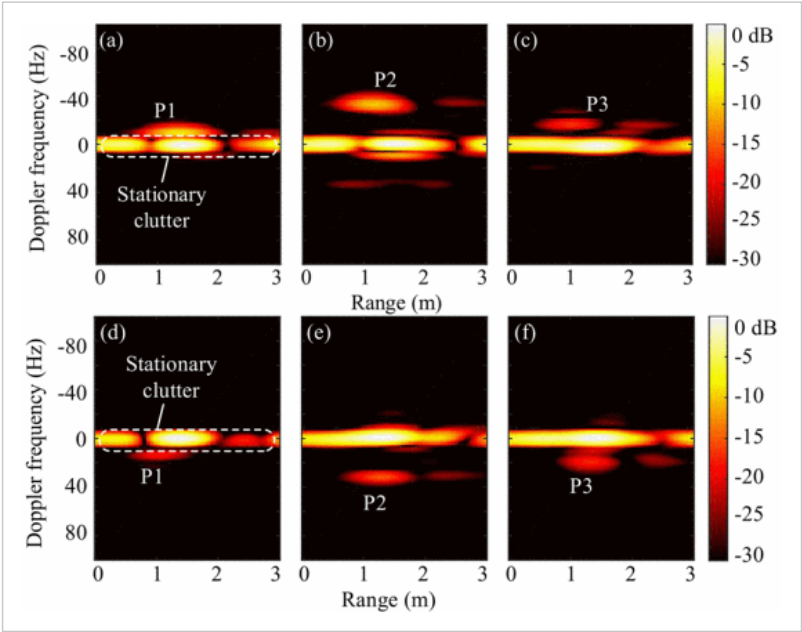 (a)
(b)
(c)
Doppler frequency (Hz)
-80
-40
0
40
80
P1
Stationary
clutter
P2
P3
0 dB
-5
-10
-15
-20
-25
-30
0 1 2 3
0 1 2 3
0 1 2 3
Range (m)
(d)
(e)
(f)
Doppler frequency (Hz)
-80
-40
0
40
80
Stationary
clutter
P1
P2
P3
0 dB
-5
-10
-15
-20
-25
-30
0 1 2 3
0 1 2 3
0 1 2 3
Range (m)